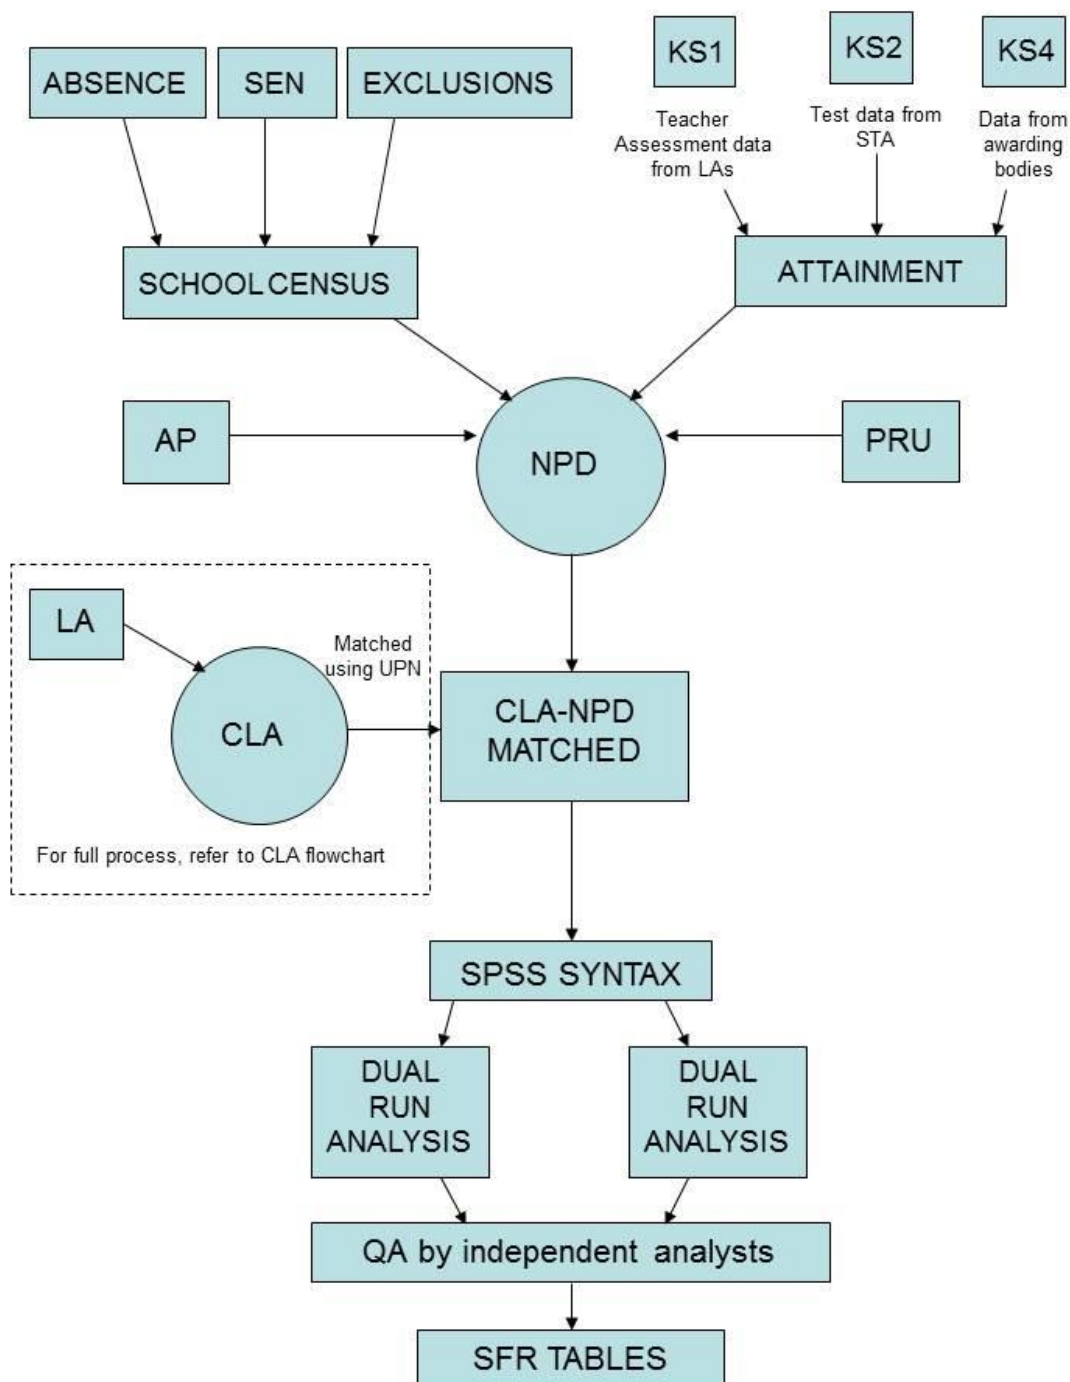 ABSENCE
SEN
EXCLUSIONS
KS1
KS2
KS4
Teacher
Assessment data
from LAs
Test data from
STA
Data from
awarding
bodies
SCHOOL CENSUS
ATTAINMENT
AP
NPD
PRU
LA
Matched
using UPN
CLA
CLA-NPD
MATCHED
For full process, refer to CLA flowchart
SPSS SYNTAX
DUAL
RUN
ANALYSIS
DUAL
RUN
ANALYSIS
QA by independent analysts
SFR TABLES